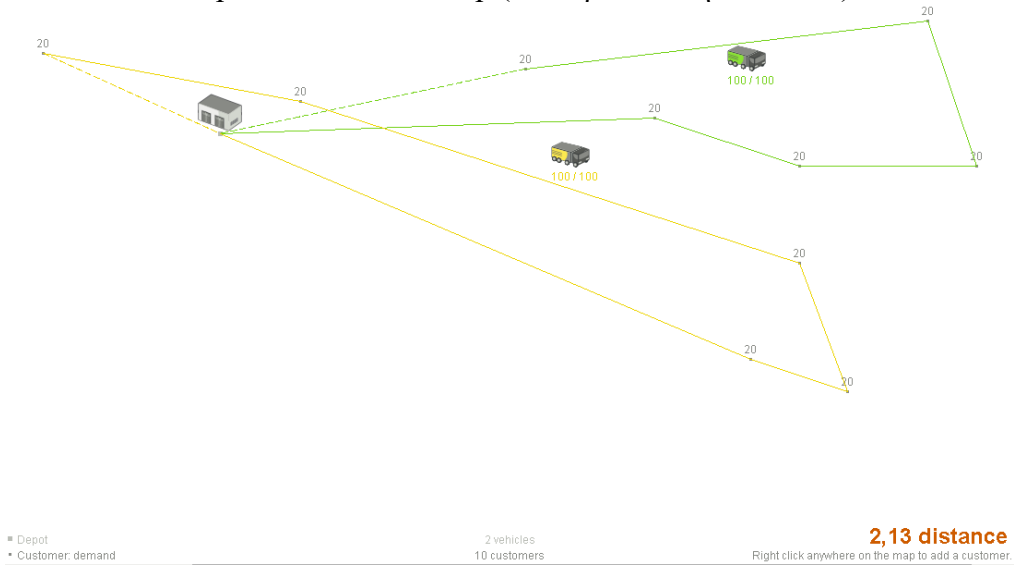 20
20
20
100 / 100
20
20
100 / 100
20
20
20
20
20
2 vehicles
2,13 distance
Depot
Customer: demand
10 customers
Right click anywhere on the map to add a customer.